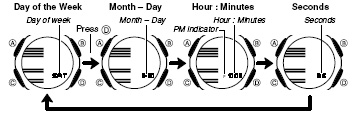 Day of the Week
Month – Day
Hour : Minutes
Seconds
Day of week
Press Ⓓ
Month – Day
Hour : Minutes
PM indicator
Seconds
Ⓐ Ⓑ Ⓐ Ⓑ Ⓐ Ⓑ Ⓐ Ⓑ
Ⓒ Ⓓ Ⓒ Ⓓ Ⓒ Ⓓ Ⓒ Ⓓ